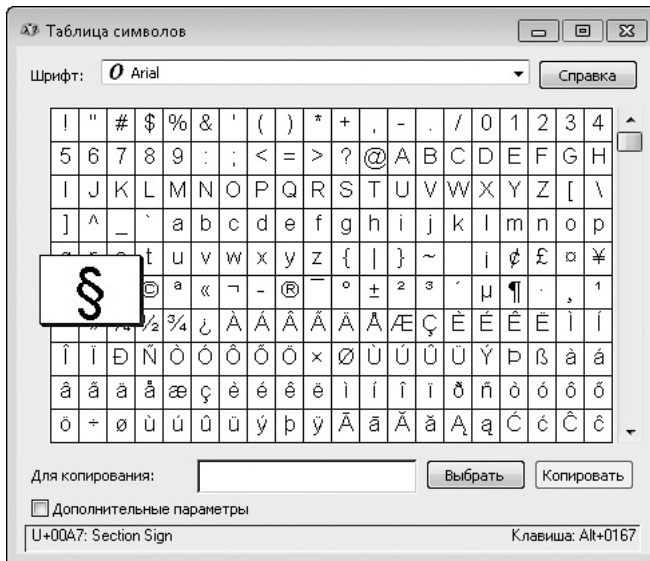 Таблица символов
Шрифт: O Arial Справка
! " # $ % & ' ( ) * + , - . / 0 1 2 3 4
5 6 7 8 9 : ; < = > ? @ A B C D E F G H
I J K L M N O P Q R S T U V W X Y Z [ \
] ^ _ ` a b c d e f g h i j k l m n o p
t u v w x y z { | } ~ ¡ ¢ £ ¤ ¥
§ © ª « ¬ - ® ¯ ° ± ² ³ ´ µ ¶ · ¸ ¹
½ ¾ ¿ À Á Â Ã Ä Å Æ Ç È É Ê Ë Ì Í
Î Ï Ð Ñ Ò Ó Ô Õ Ö × Ø Ù Ú Û Ü Ý Þ ß à á
â ã ä å æ ç è é ê ë ì í î ï ð ñ ò ó ô õ
ö ÷ ø ù ú û ü ý þ ÿ Ā ā Ă ă Ą ą Ć ć Ĉ ĉ
Для копирования: Выбрать Копировать
Дополнительные параметры
U+00A7: Section Sign Клавиша: Alt+0167